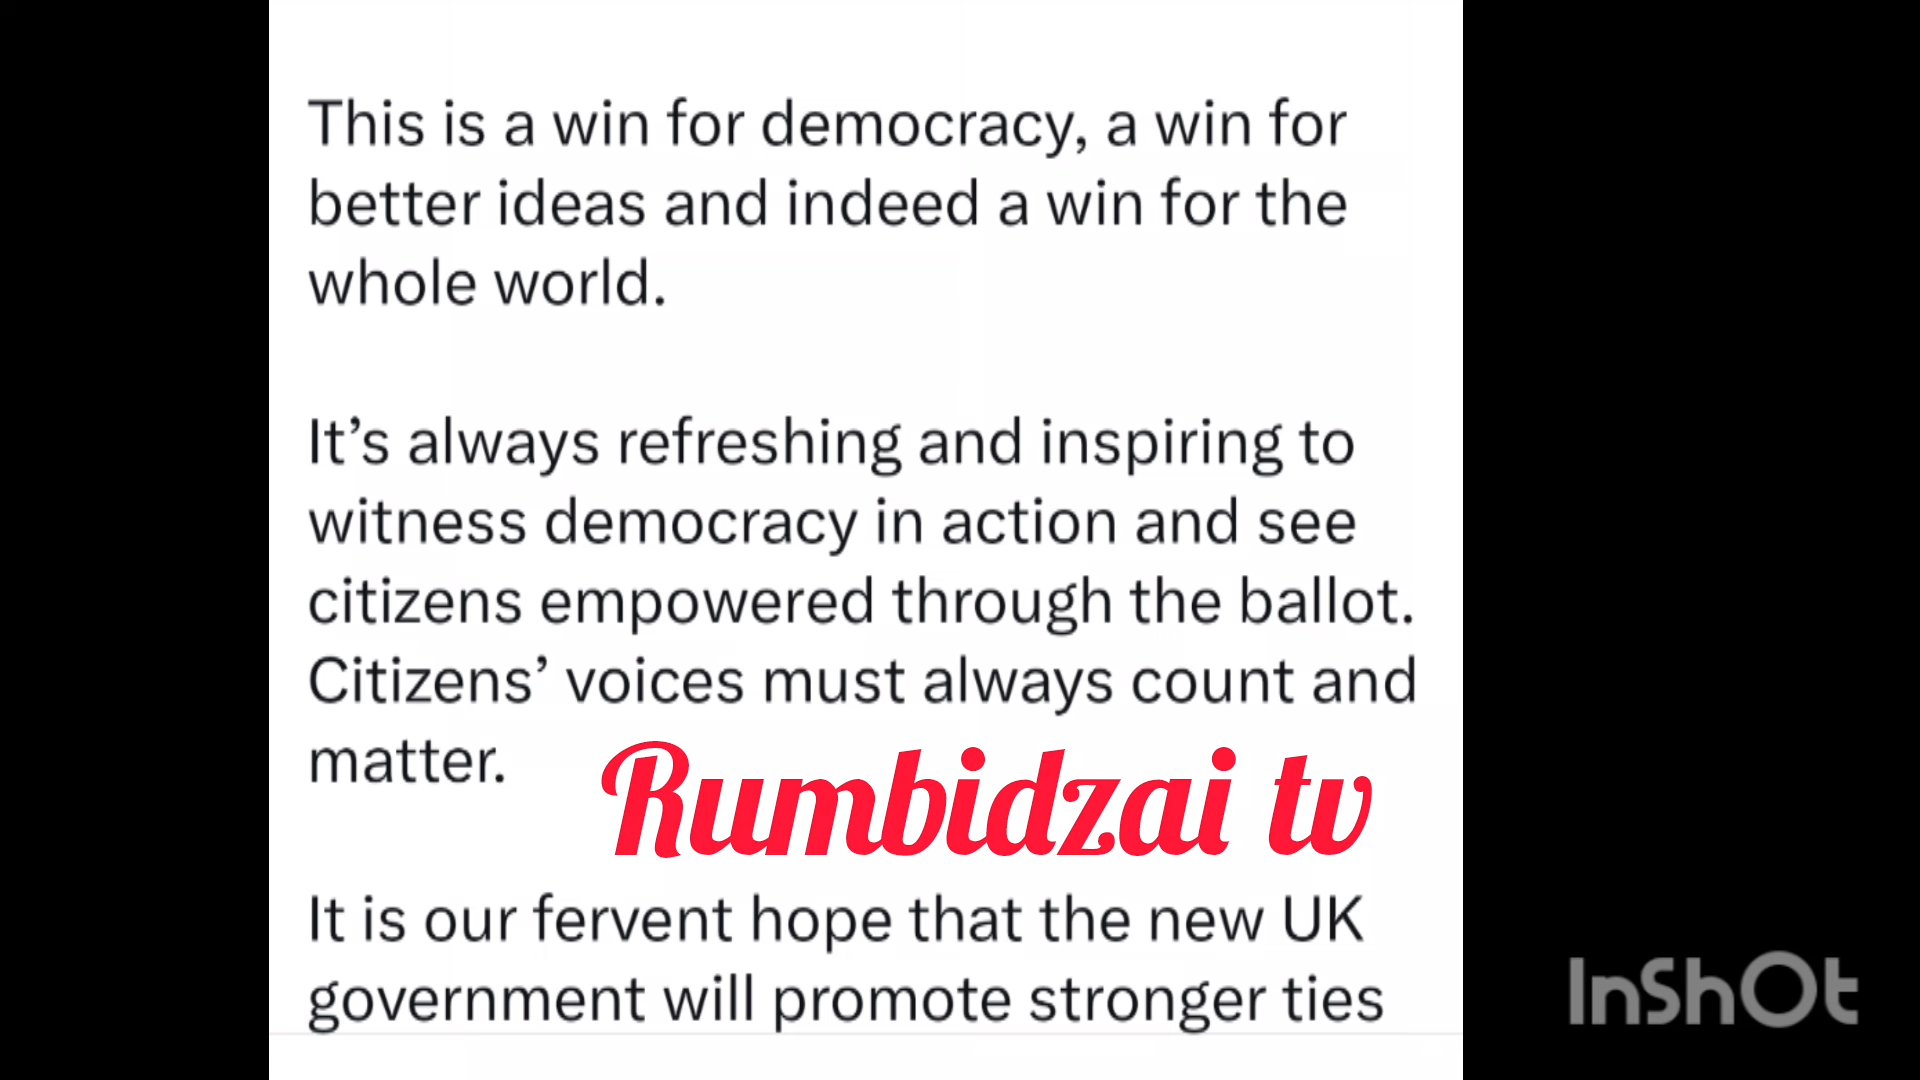 This is a win for democracy, a win for
better ideas and indeed a win for the
whole world.
It’s always refreshing and inspiring to
witness democracy in action and see
citizens empowered through the ballot.
Citizens’ voices must always count and
matter.
Rumbidzai tv
It is our fervent hope that the new UK
government will promote stronger ties
InShOt